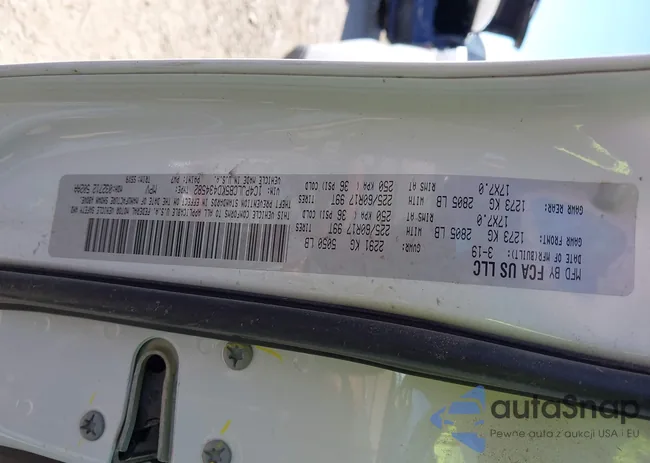 MFD BY FCA US LLC
DATE OF MFR(BUILT): 3-19
2291 KG 5050 LB
GAWR FRONT: 1273 KG 2805 LB WITH 225/60R17 99T TIRES
17X7.0 RIMS AT 250 KPA( 36 PSI) COLD
GAWR REAR: 1273 KG 2805 LB WITH 225/60R17 99T TIRES
17X7.0 RIMS AT 250 KPA( 36 PSI) COLD
THIS VEHICLE CONFORMS TO ALL APPLICABLE U.S.A. FEDERAL MOTOR VEHICLE SAFETY AND
THEFT PREVENTION STANDARDS IN EFFECT ON THE DATE OF MANUFACTURE SHOWN ABOVE.
VIN: 1C4PJLCB5KD434592 TYPE: MPV
VEHICLE MADE IN U.S.A. PAINT:
MDH:
autoSnap
Pewne auta z aukcji USA i EU